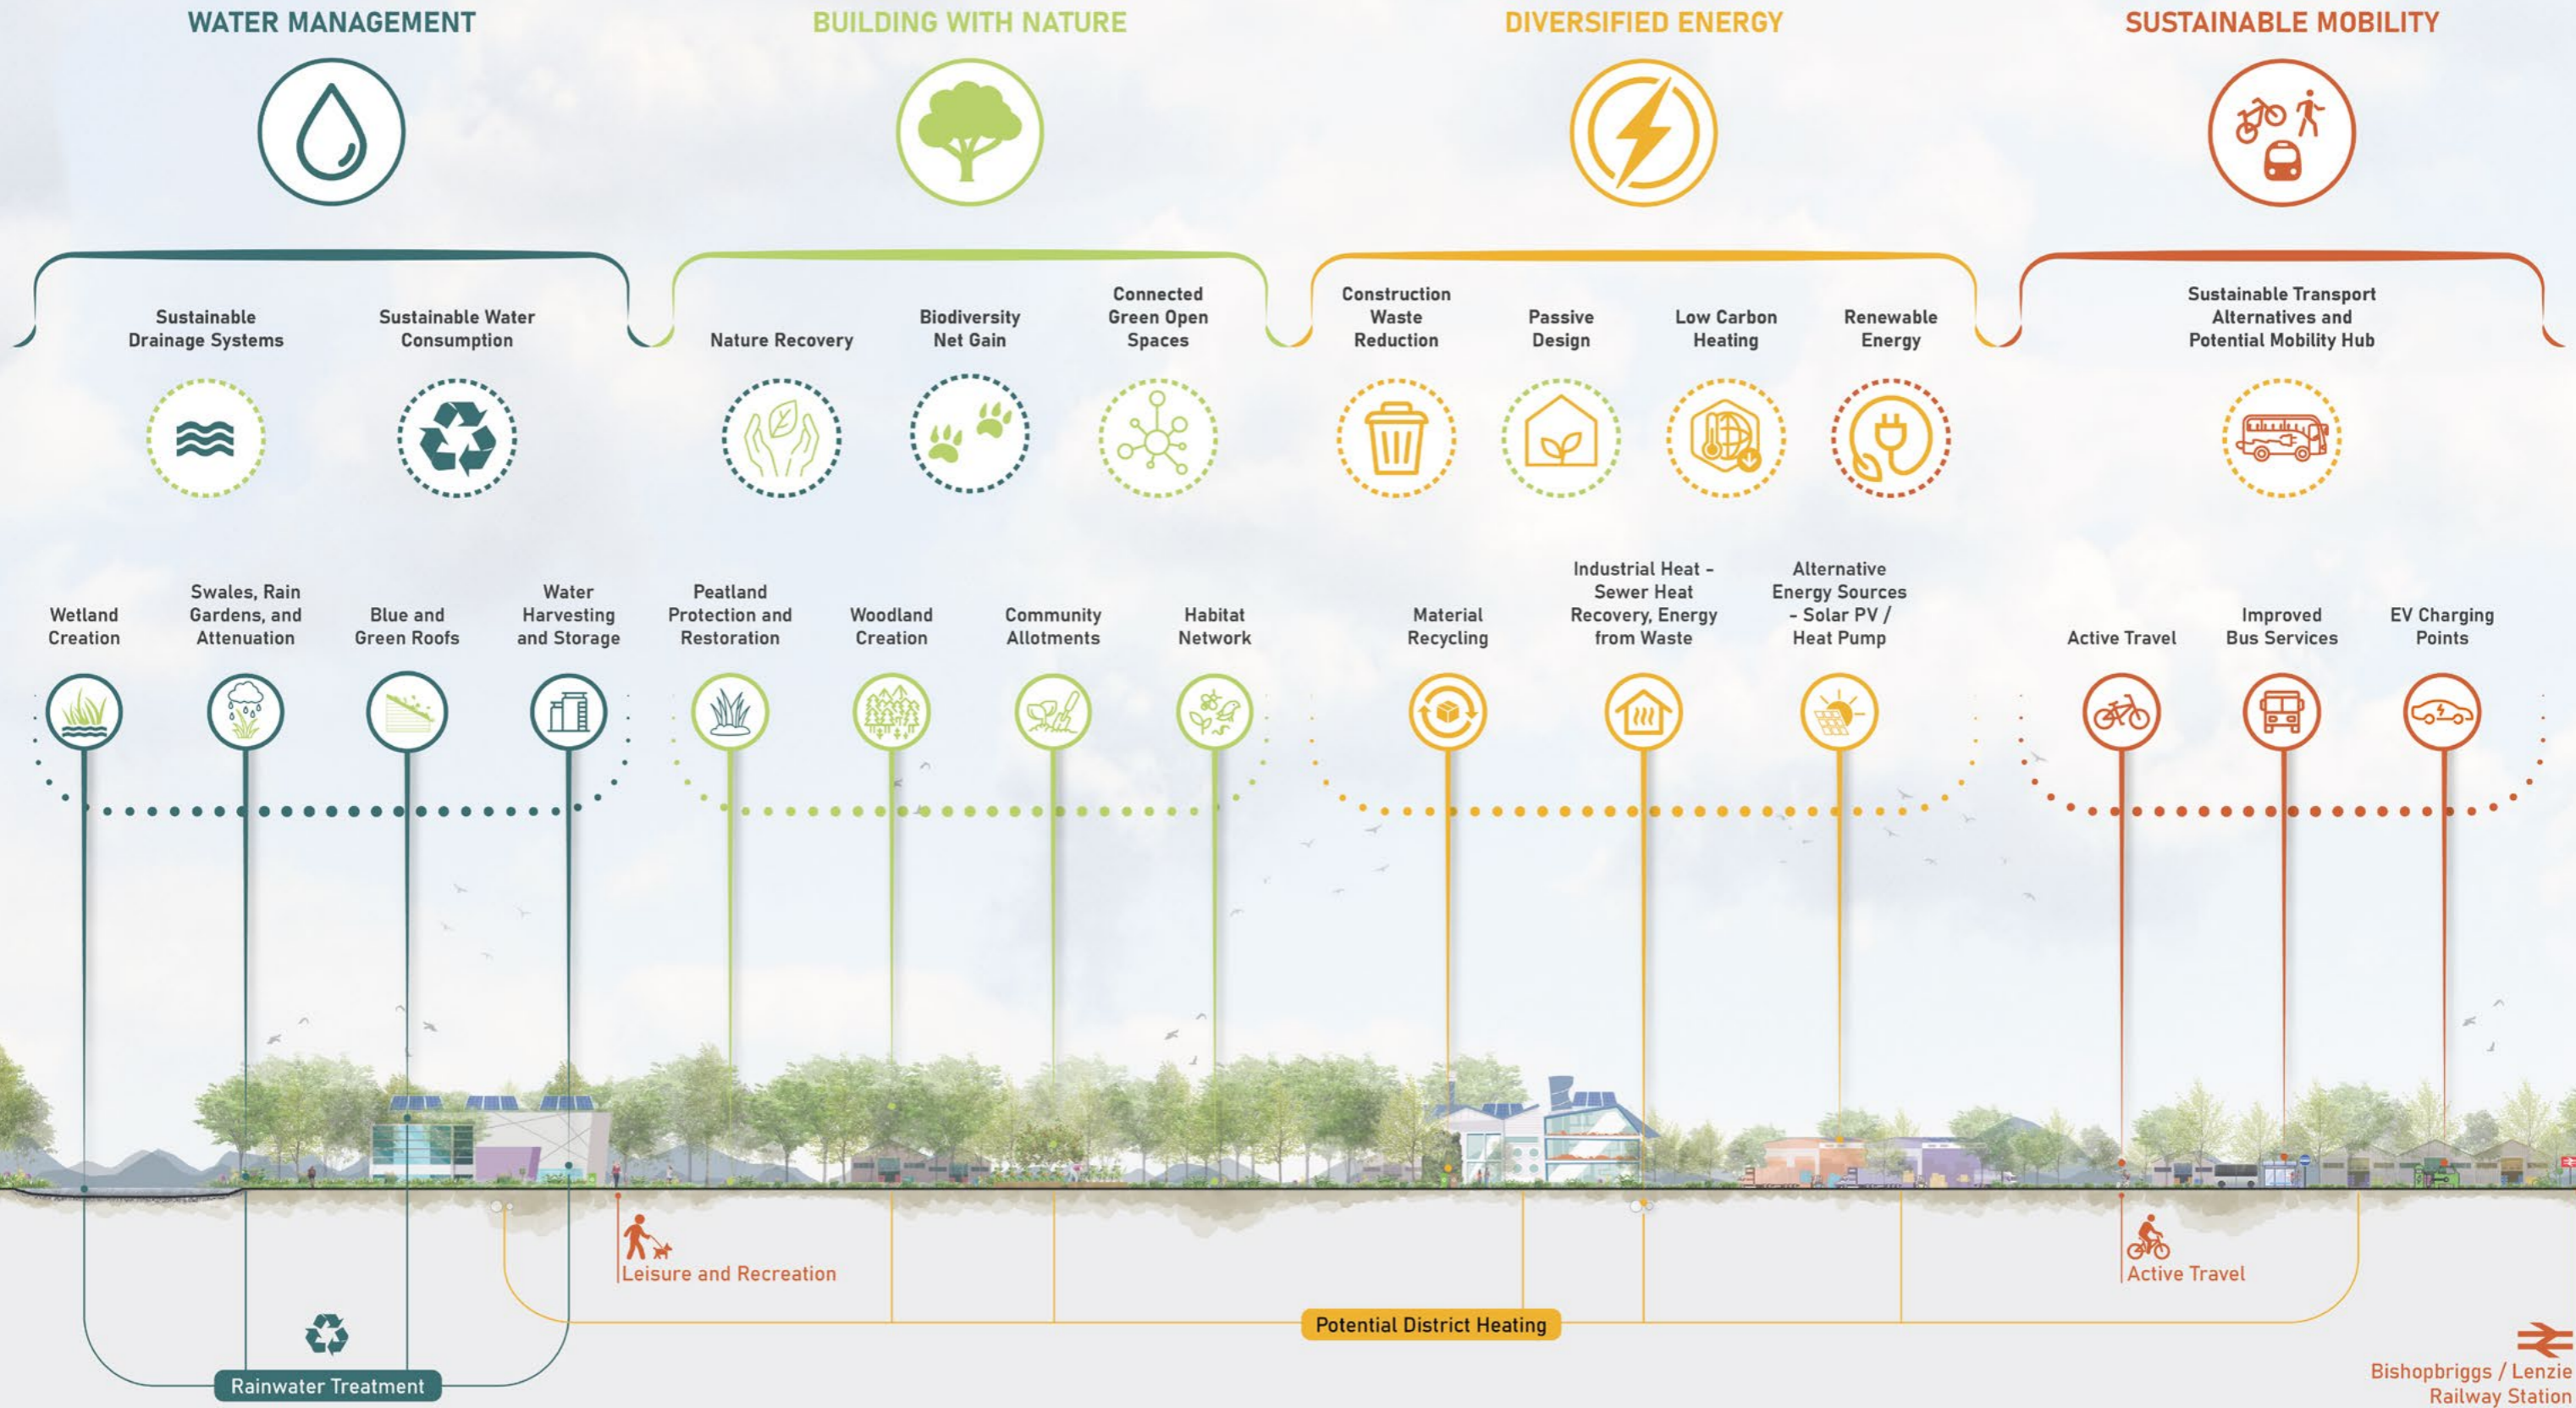 WATER MANAGEMENT
BUILDING WITH NATURE
DIVERSIFIED ENERGY
SUSTAINABLE MOBILITY
Sustainable
Drainage Systems
Sustainable Water
Consumption
Nature Recovery
Biodiversity
Net Gain
Connected
Green Open
Spaces
Construction
Waste
Reduction
Passive
Design
Low Carbon
Heating
Renewable
Energy
Sustainable Transport
Alternatives and
Potential Mobility Hub
Wetland
Creation
Swales, Rain
Gardens, and
Attenuation
Blue and
Green Roofs
Water
Harvesting
and Storage
Peatland
Protection and
Restoration
Woodland
Creation
Community
Allotments
Habitat
Network
Material
Recycling
Industrial Heat -
Sewer Heat
Recovery, Energy
from Waste
Alternative
Energy Sources
- Solar PV /
Heat Pump
Active Travel
Improved
Bus Services
EV Charging
Points
Leisure and Recreation
Active Travel
Potential District Heating
Rainwater Treatment
Bishopbriggs / Lenzie
Railway Station